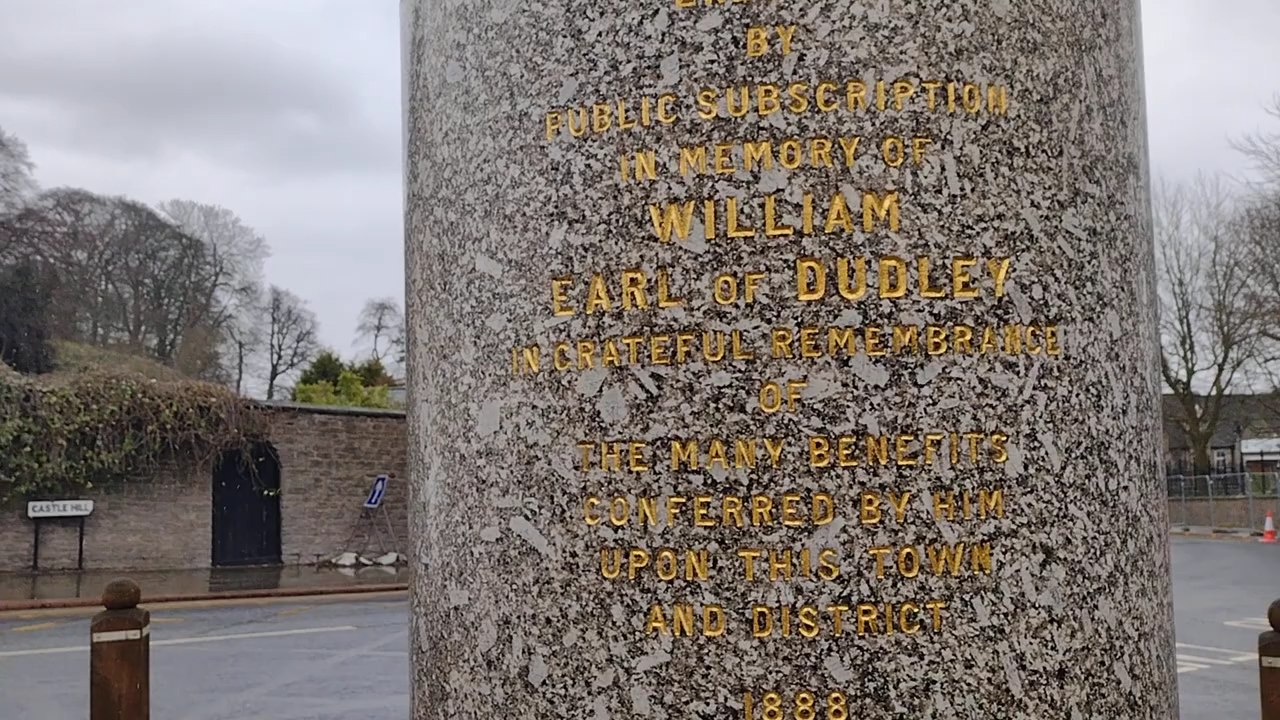 BY
PUBLIC SUBSCRIPTION
IN MEMORY OF
WILLIAM
EARL OF DUDLEY
IN GRATEFUL REMEMBRANCE
OF
THE MANY BENEFITS
CONFERRED BY HIM
UPON THIS TOWN
AND DISTRICT
1888
CASTLE HILL